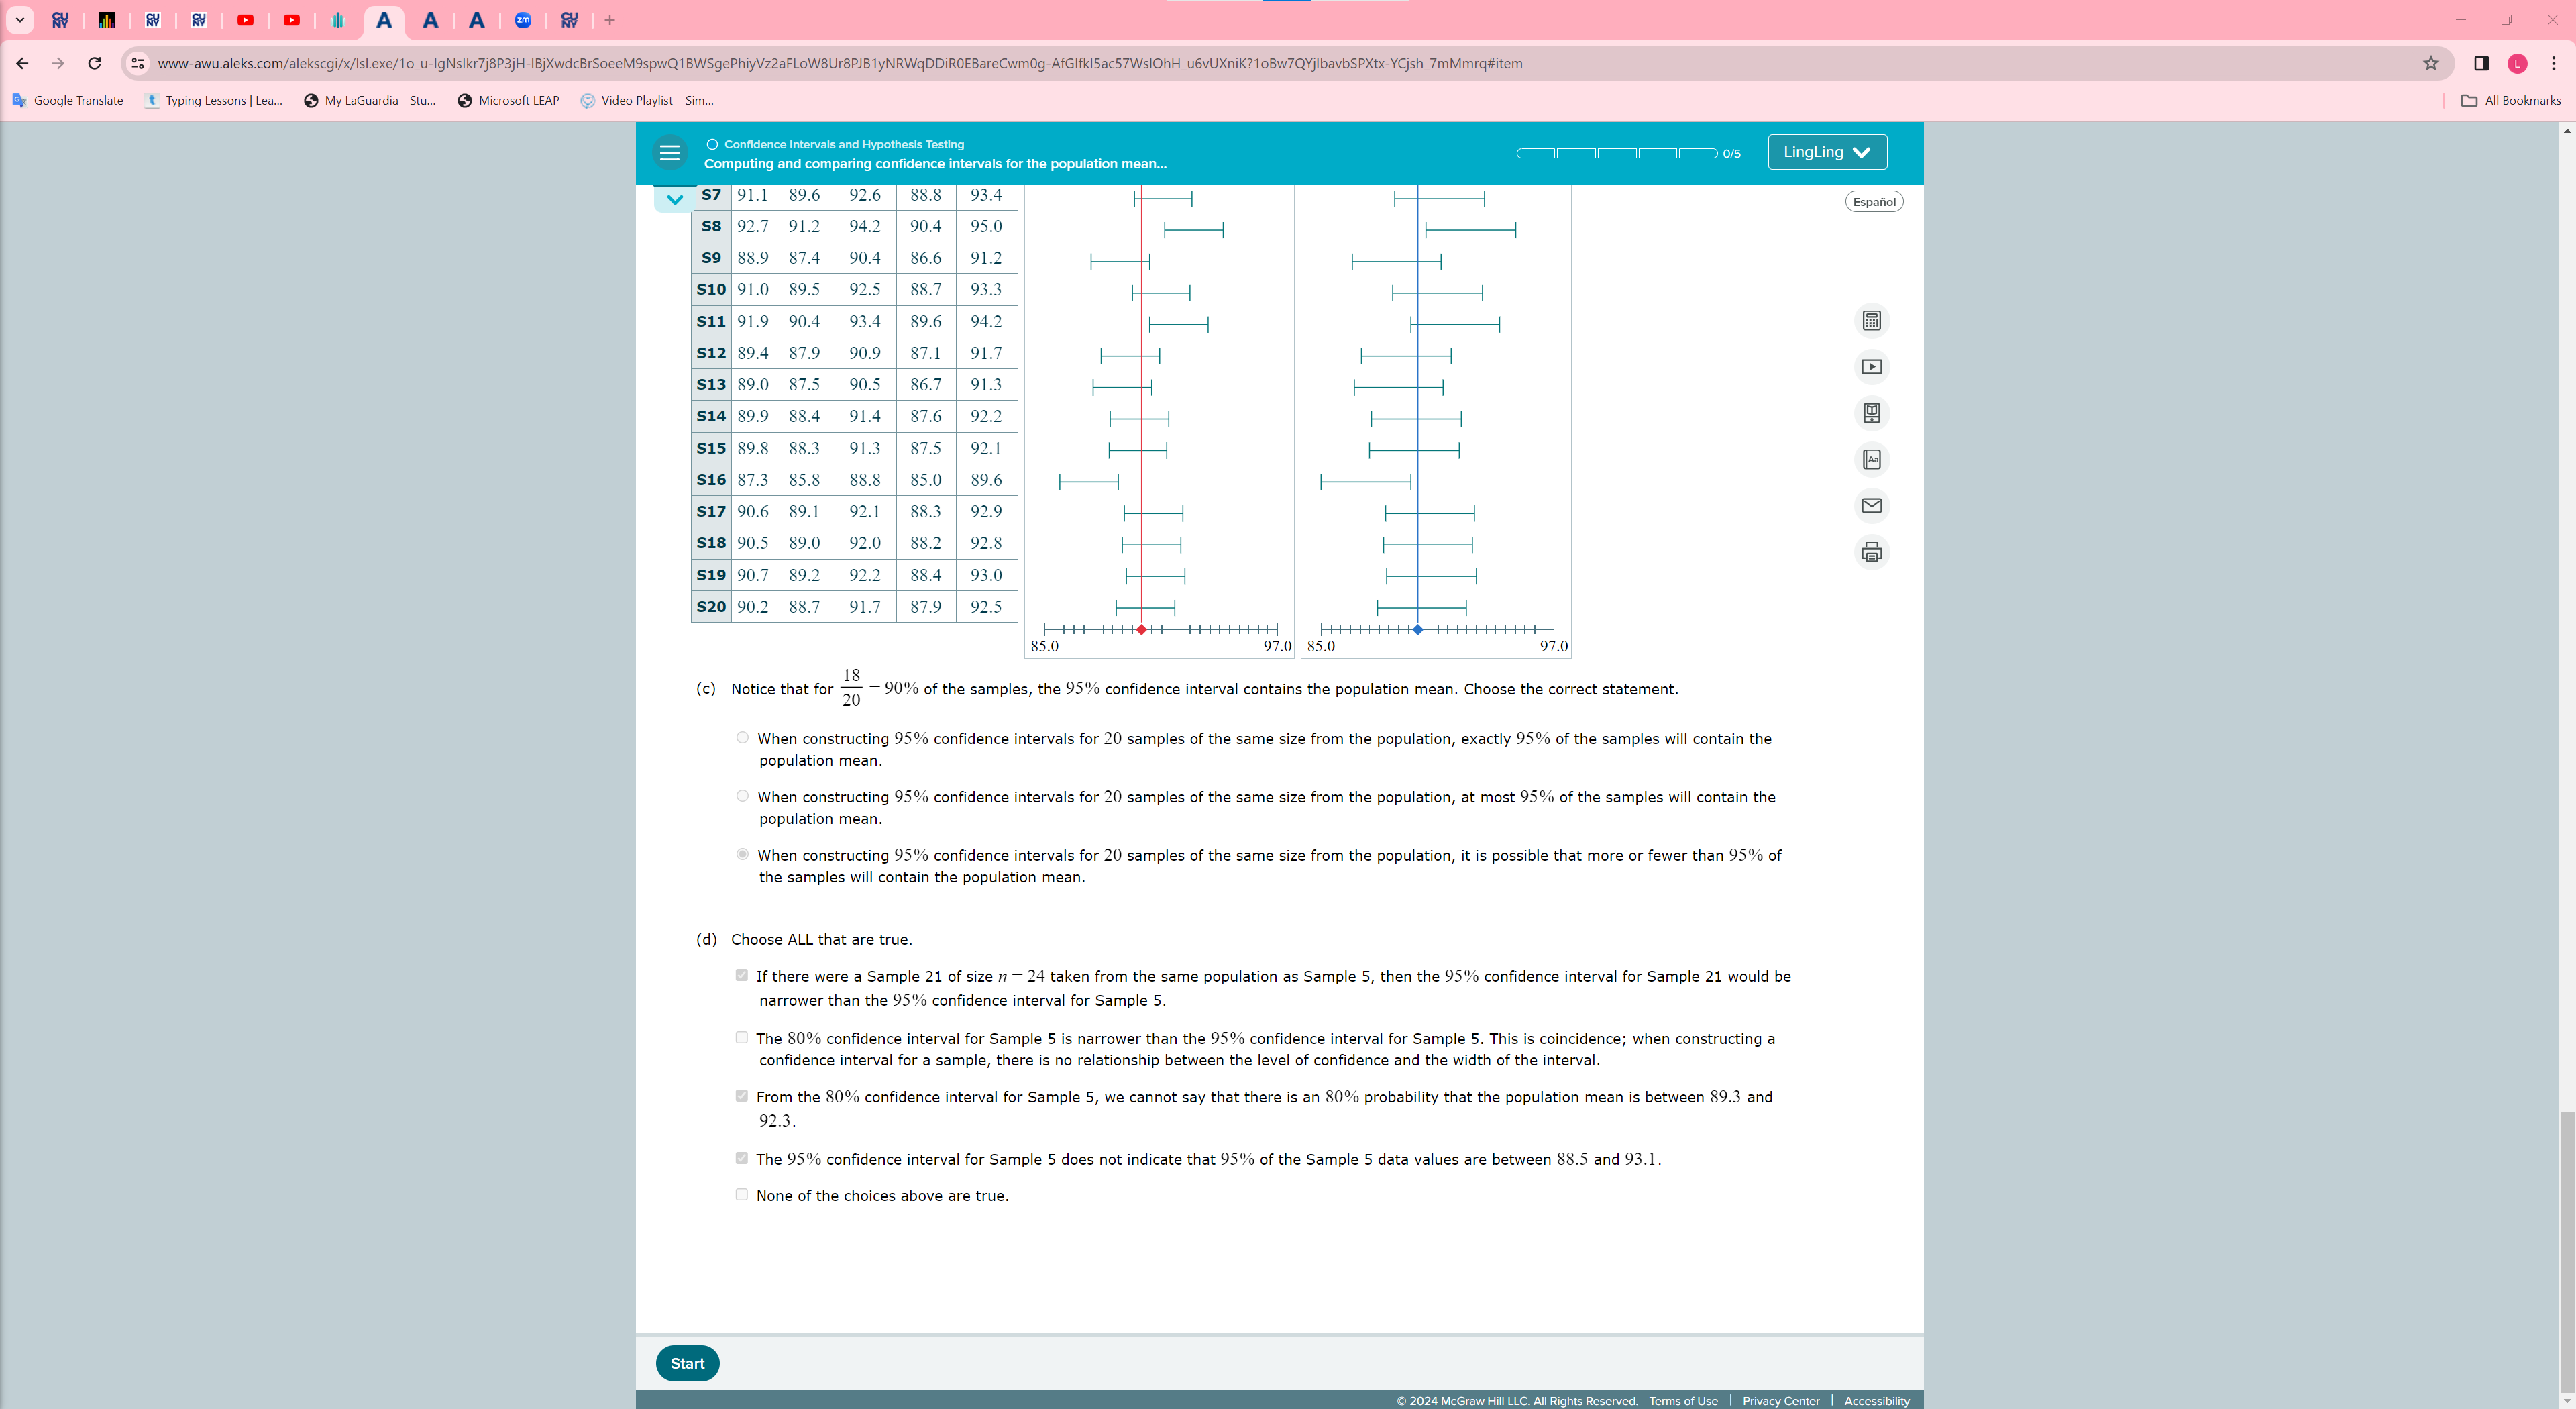 www-awu.aleks.com/alekscgi/x/Isl.exe/1o_u-IgNsIkr7j8P3jH-IBjXwdcBrSoeeM9spwQ1BWSgePhiyVz2aFLoW8Ur8PJB1yNRWqDDiR0EBareCwm0g-AfGIfkI5ac57WslOhH_u6vUXniK?1oBw7QYjlbavbSPXtx-YCjsh_7mMmrq#item
Google Translate Typing Lessons | Lea... My LaGuardia - Stu... Microsoft LEAP Video Playlist – Sim... All Bookmarks
Confidence Intervals and Hypothesis Testing
Computing and comparing confidence intervals for the population mean...
0/5
LingLing
Español
S7 91.1 89.6 92.6 88.8 93.4
S8 92.7 91.2 94.2 90.4 95.0
S9 88.9 87.4 90.4 86.6 91.2
S10 91.0 89.5 92.5 88.7 93.3
S11 91.9 90.4 93.4 89.6 94.2
S12 89.4 87.9 90.9 87.1 91.7
S13 89.0 87.5 90.5 86.7 91.3
S14 89.9 88.4 91.4 87.6 92.2
S15 89.8 88.3 91.3 87.5 92.1
S16 87.3 85.8 88.8 85.0 89.6
S17 90.6 89.1 92.1 88.3 92.9
S18 90.5 89.0 92.0 88.2 92.8
S19 90.7 89.2 92.2 88.4 93.0
S20 90.2 88.7 91.7 87.9 92.5
85.0 97.0 85.0 97.0
(c) Notice that for 18/20 = 90% of the samples, the 95% confidence interval contains the population mean. Choose the correct statement.
When constructing 95% confidence intervals for 20 samples of the same size from the population, exactly 95% of the samples will contain the
population mean.
When constructing 95% confidence intervals for 20 samples of the same size from the population, at most 95% of the samples will contain the
population mean.
When constructing 95% confidence intervals for 20 samples of the same size from the population, it is possible that more or fewer than 95% of
the samples will contain the population mean.
(d) Choose ALL that are true.
If there were a Sample 21 of size n = 24 taken from the same population as Sample 5, then the 95% confidence interval for Sample 21 would be
narrower than the 95% confidence interval for Sample 5.
The 80% confidence interval for Sample 5 is narrower than the 95% confidence interval for Sample 5. This is coincidence; when constructing a
confidence interval for a sample, there is no relationship between the level of confidence and the width of the interval.
From the 80% confidence interval for Sample 5, we cannot say that there is an 80% probability that the population mean is between 89.3 and
92.3.
The 95% confidence interval for Sample 5 does not indicate that 95% of the Sample 5 data values are between 88.5 and 93.1.
None of the choices above are true.
Start
© 2024 McGraw Hill LLC. All Rights Reserved. Terms of Use | Privacy Center | Accessibility